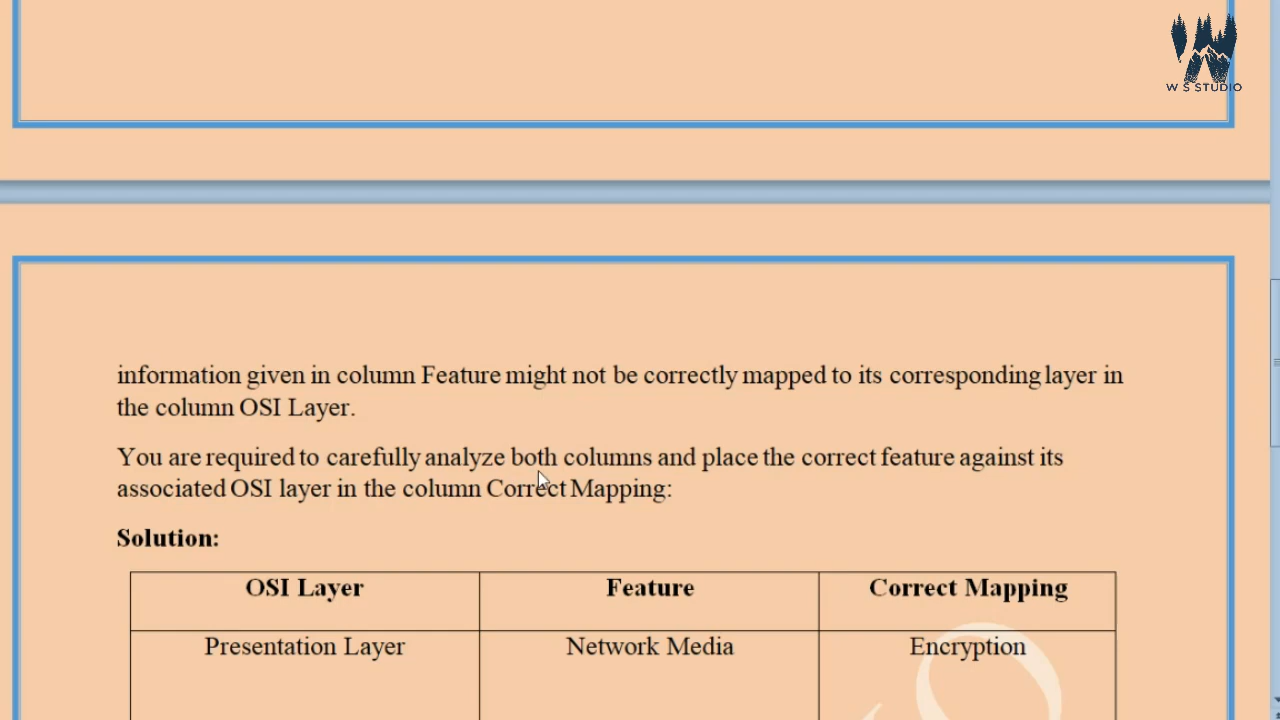 W S STUDIO
information given in column Feature might not be correctly mapped to its corresponding layer in
the column OSI Layer.
You are required to carefully analyze both columns and place the correct feature against its
associated OSI layer in the column Correct Mapping:
Solution:
OSI Layer Feature Correct Mapping
Presentation Layer Network Media Encryption